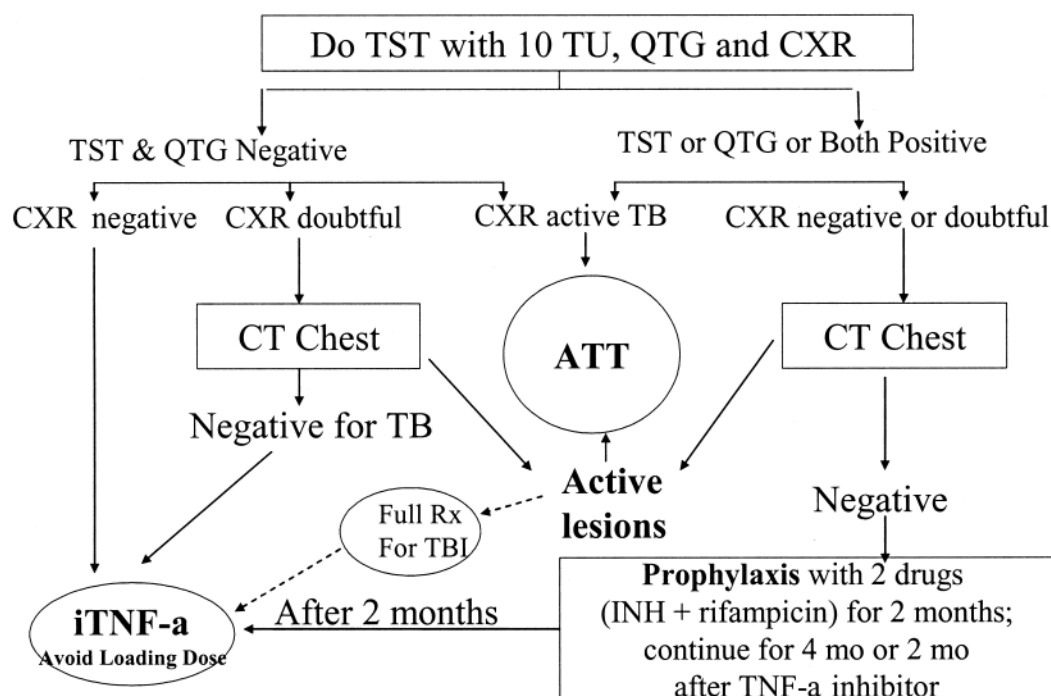 Do TST with 10 TU, QTG and CXR
TST & QTG Negative
TST or QTG or Both Positive
CXR negative
CXR doubtful
CXR active TB
CXR negative or doubtful
CT Chest
ATT
CT Chest
Negative for TB
Active
lesions
Negative
Full Rx
For TBI
Prophylaxis with 2 drugs
(INH + rifampicin) for 2 months;
continue for 4 mo or 2 mo
after TNF-a inhibitor
After 2 months
iTNF-a
Avoid Loading Dose